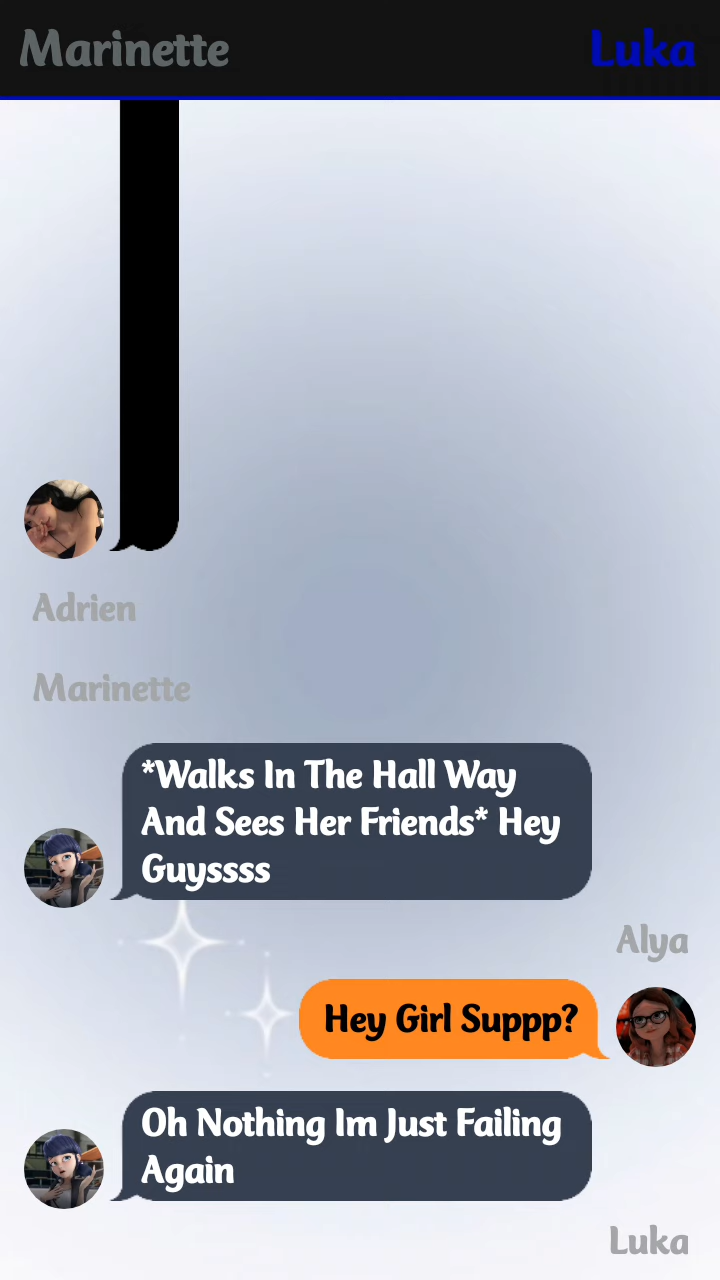 Marinette
Luka
Adrien
Marinette
*Walks In The Hall Way
And Sees Her Friends* Hey
Guyssss
Alya
Hey Girl Suppp?
Oh Nothing Im Just Failing
Again
Luka